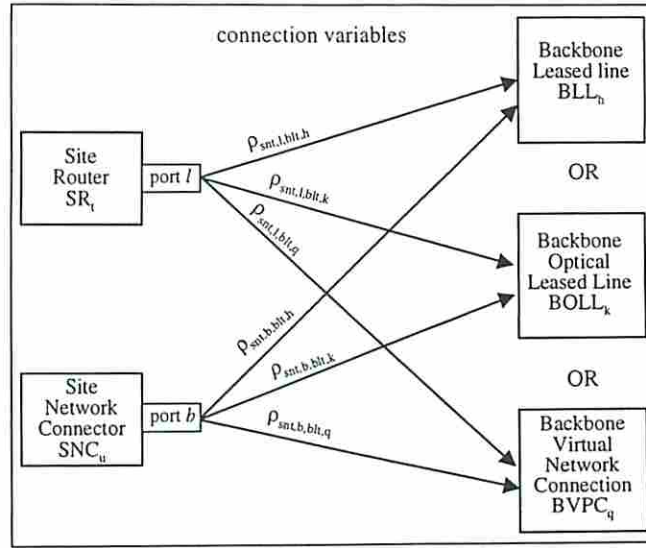 connection variables
Backbone
Leased line
BLL_h
Site
Router
SR_t
port l
ρ_snt,l,blt,h
ρ_snt,l,blt,k
ρ_snt,l,blt,q
OR
Backbone
Optical
Leased Line
BOLL_k
ρ_snt,b,blt,h
ρ_snt,b,blt,k
ρ_snt,b,blt,q
OR
Site
Network
Connector
SNC_u
port b
Backbone
Virtual
Network
Connection
BVPC_q